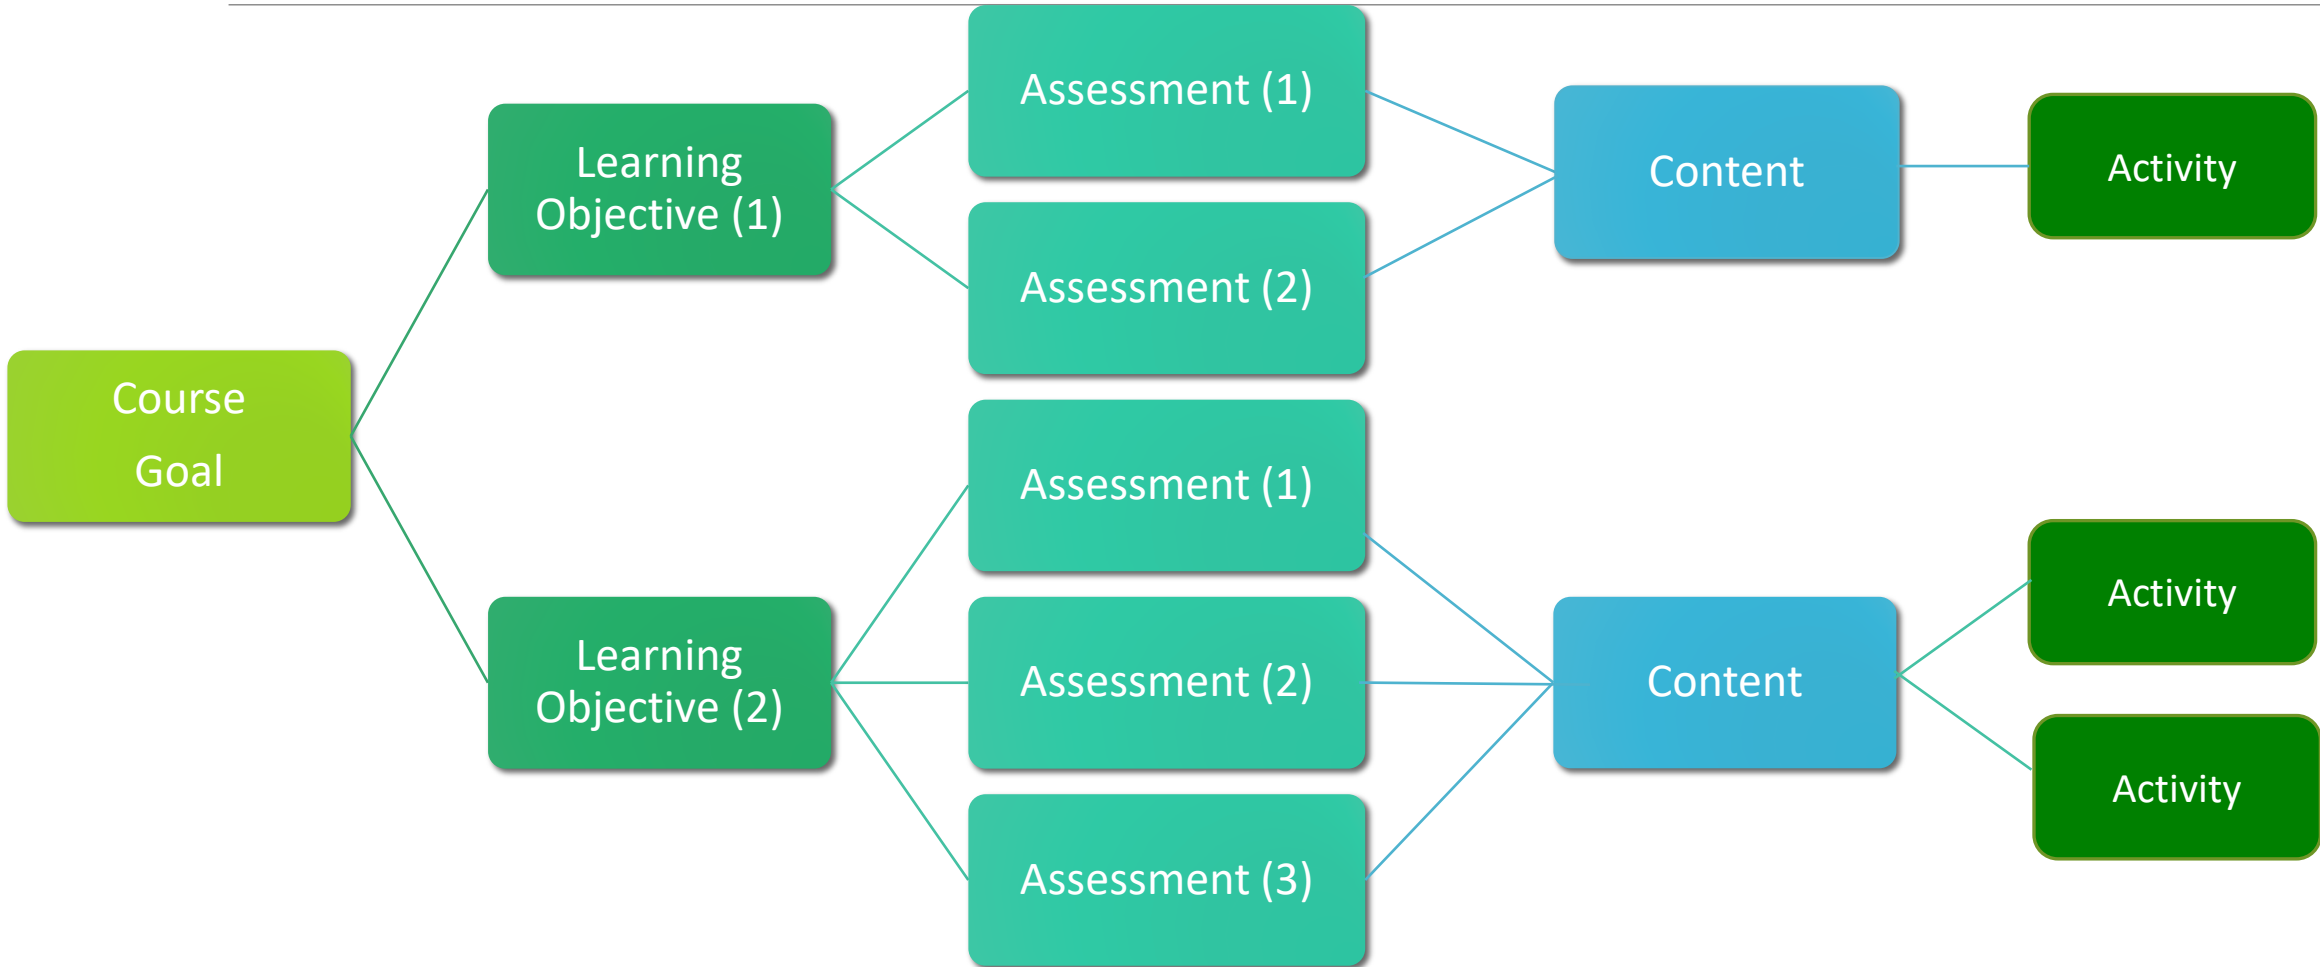 Course
Goal
Learning
Objective (1)
Assessment (1)
Assessment (2)
Content
Activity
Learning
Objective (2)
Assessment (1)
Assessment (2)
Assessment (3)
Content
Activity
Activity